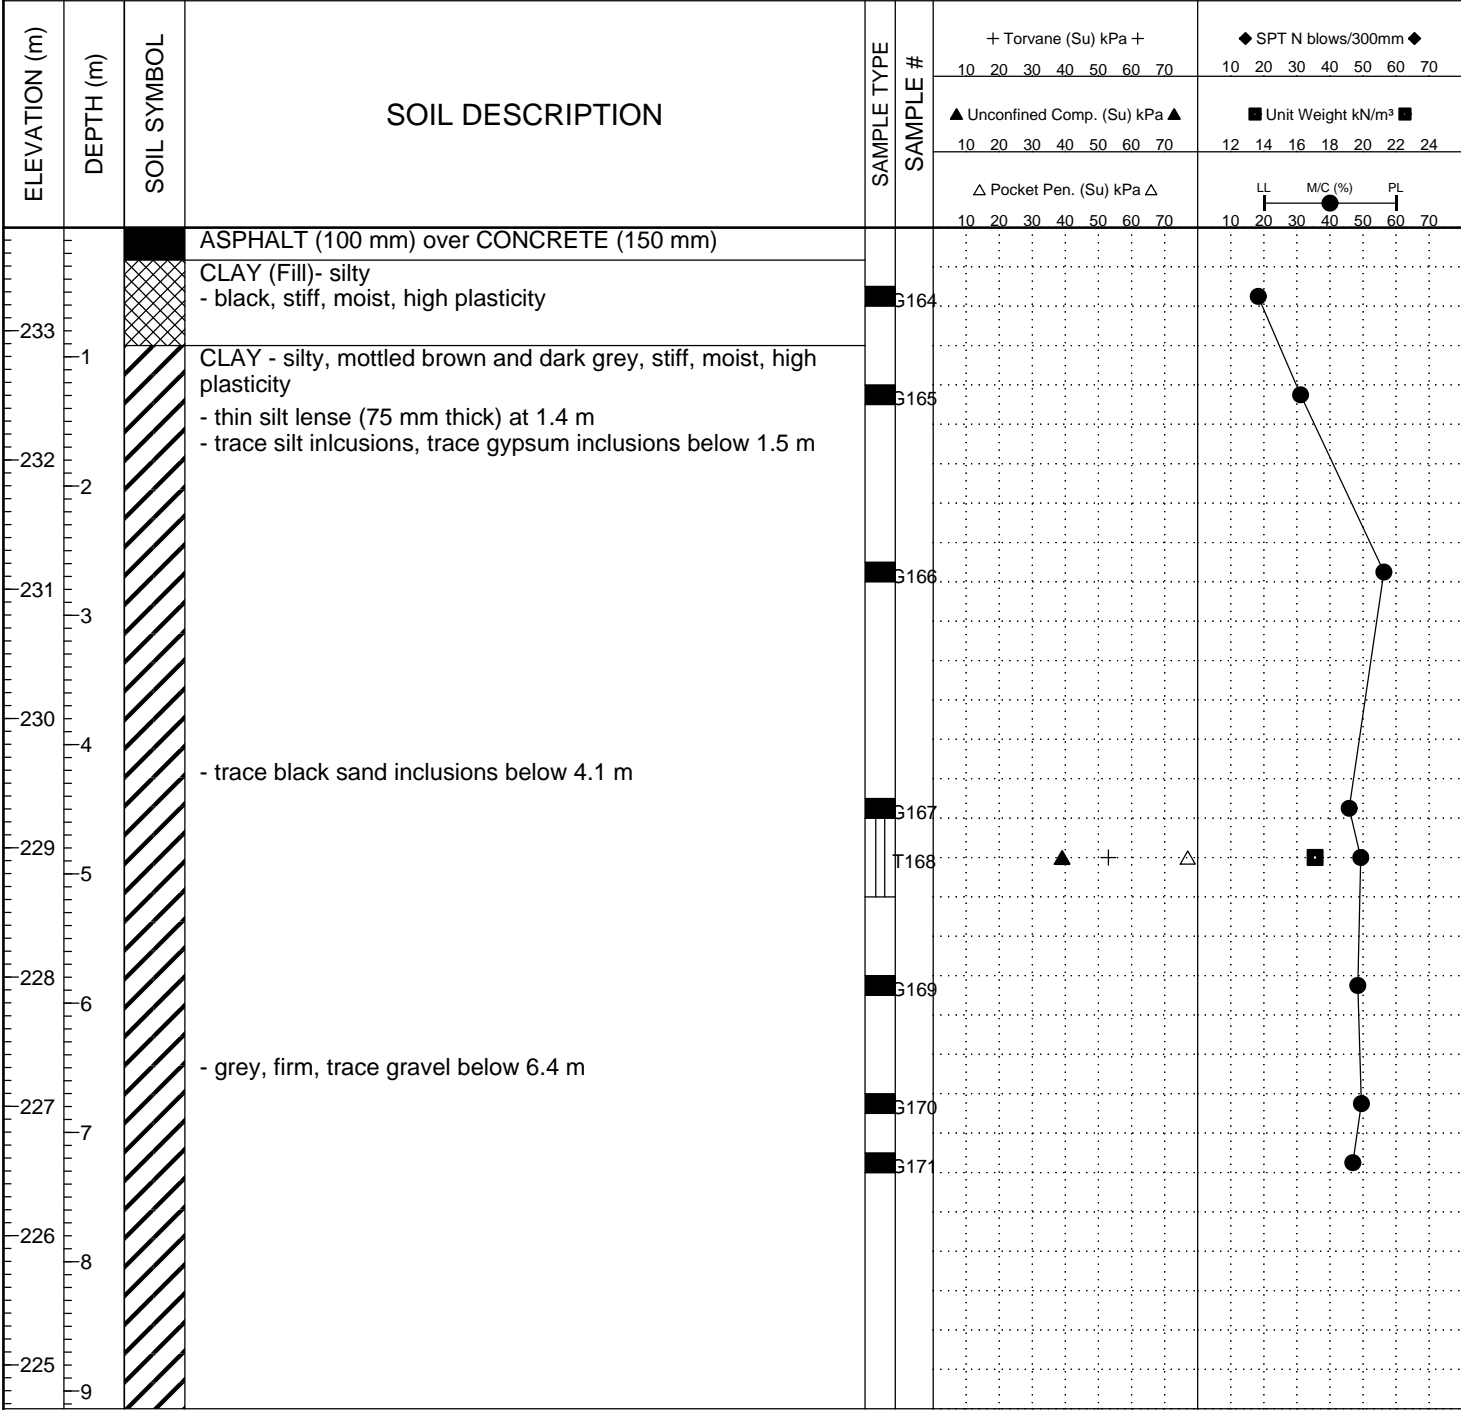 ELEVATION (m)
DEPTH (m)
SOIL SYMBOL
SOIL DESCRIPTION
SAMPLE TYPE
SAMPLE #
+ Torvane (Su) kPa +
10 20 30 40 50 60 70
▲ Unconfined Comp. (Su) kPa ▲
10 20 30 40 50 60 70
△ Pocket Pen. (Su) kPa △
10 20 30 40 50 60 70
◆ SPT N blows/300mm ◆
10 20 30 40 50 60 70
■ Unit Weight kN/m³ ■
12 14 16 18 20 22 24
LL M/C (%) PL
10 20 30 40 50 60 70
ASPHALT (100 mm) over CONCRETE (150 mm)
CLAY (Fill)- silty
- black, stiff, moist, high plasticity
G164
233
1
CLAY - silty, mottled brown and dark grey, stiff, moist, high
plasticity
G165
- thin silt lense (75 mm thick) at 1.4 m
- trace silt inlcusions, trace gypsum inclusions below 1.5 m
232
2
G166
231
3
230
4
- trace black sand inclusions below 4.1 m
G167
229
T168
5
228
G169
6
- grey, firm, trace gravel below 6.4 m
227
G170
7
G171
226
8
225
9